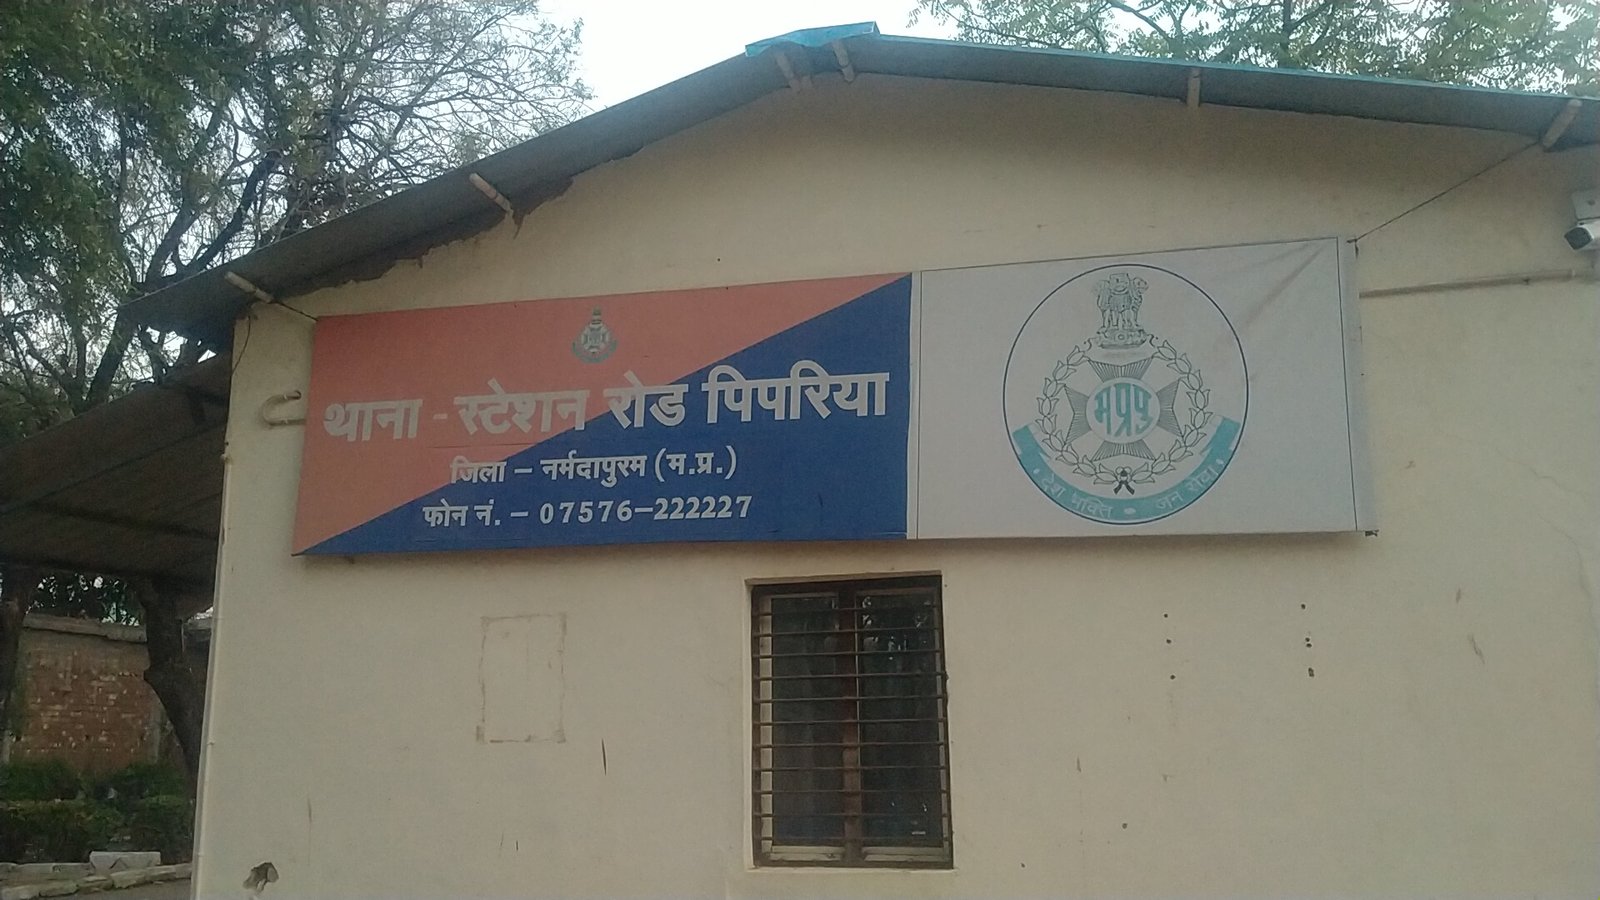 थाना - स्टेशन रोड पिपरिया
जिला – नर्मदापुरम (म.प्र.)
फोन नं. – 07576-222227
मप्रपु
• देश भक्ति • जन सेवा •